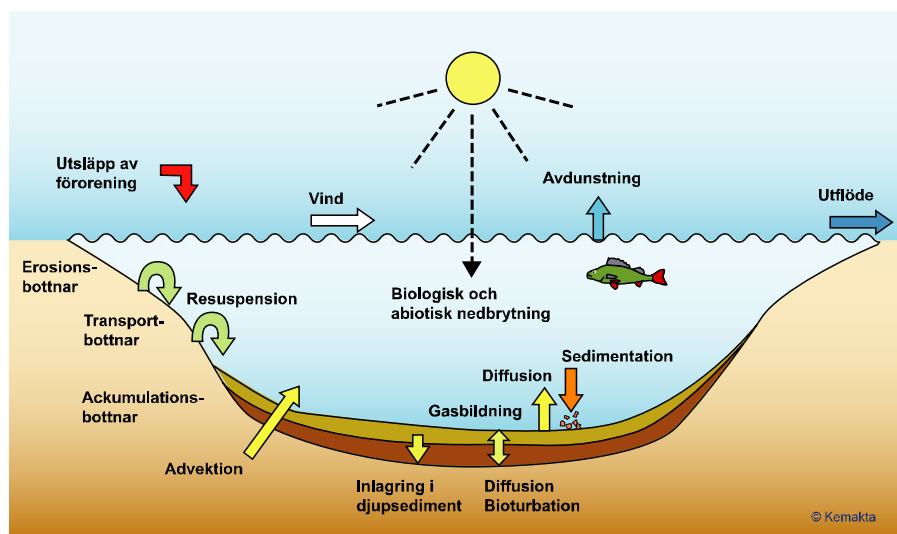 Utsläpp av
förorening
Vind
Avdunstning
Utflöde
Erosions-
bottnar
Resuspension
Transport-
bottnar
Biologisk och
abiotisk nedbrytning
Sedimentation
Diffusion
Ackumulations-
bottnar
Gasbildning
Advektion
Inlagring i
djupsediment
Diffusion
Bioturbation
© Kemakta